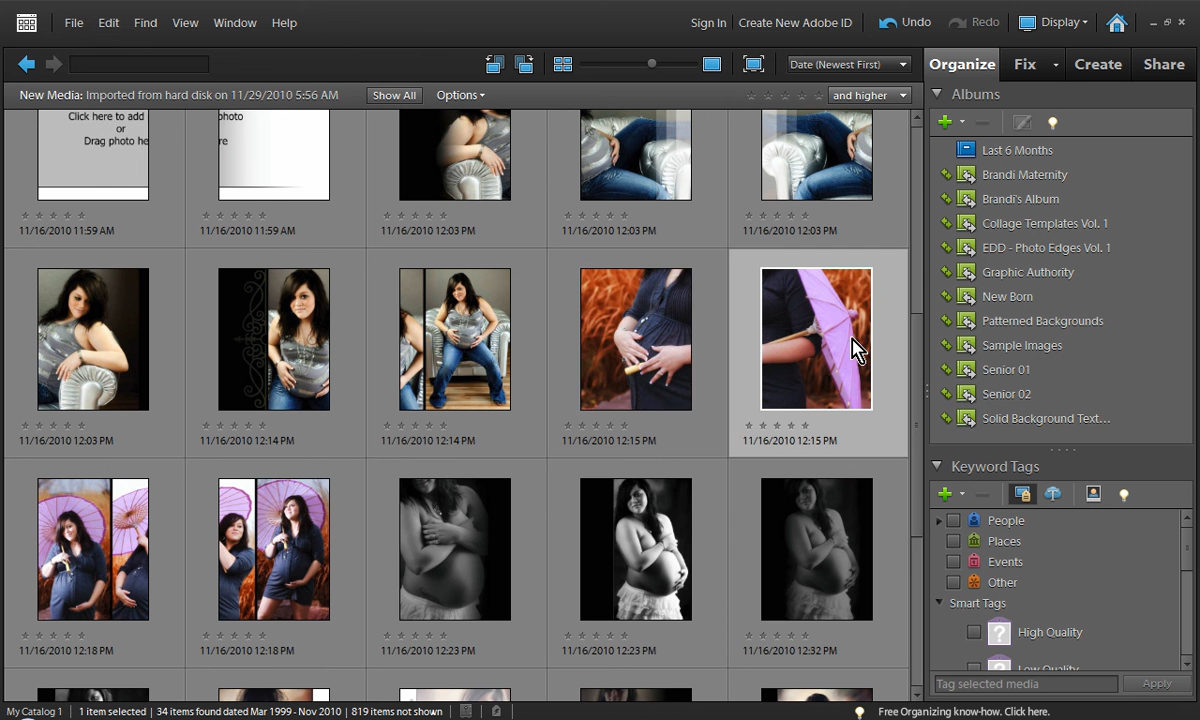 File Edit Find View Window Help Sign In Create New Adobe ID Undo Redo Display
Date (Newest First) Organize Fix Create Share
New Media: Imported from hard disk on 11/29/2010 5:56 AM Show All Options and higher
Albums
Click here to add
or
Drag photo he
photo
re
Last 6 Months
Brandi Maternity
Brandi's Album
Collage Templates Vol. 1
EDD - Photo Edges Vol. 1
Graphic Authority
New Born
Patterned Backgrounds
Sample Images
Senior 01
Senior 02
Solid Background Text...
11/16/2010 11:59 AM 11/16/2010 11:59 AM 11/16/2010 12:03 PM 11/16/2010 12:03 PM 11/16/2010 12:03 PM
11/16/2010 12:03 PM 11/16/2010 12:14 PM 11/16/2010 12:14 PM 11/16/2010 12:15 PM 11/16/2010 12:15 PM
Keyword Tags
People
Places
Events
Other
Smart Tags
High Quality
Low Quality
11/16/2010 12:18 PM 11/16/2010 12:18 PM 11/16/2010 12:23 PM 11/16/2010 12:23 PM 11/16/2010 12:32 PM
Tag selected media Apply
My Catalog 1 1 item selected 34 items found dated Mar 1999 - Nov 2010 819 items not shown Free Organizing know-how. Click here.